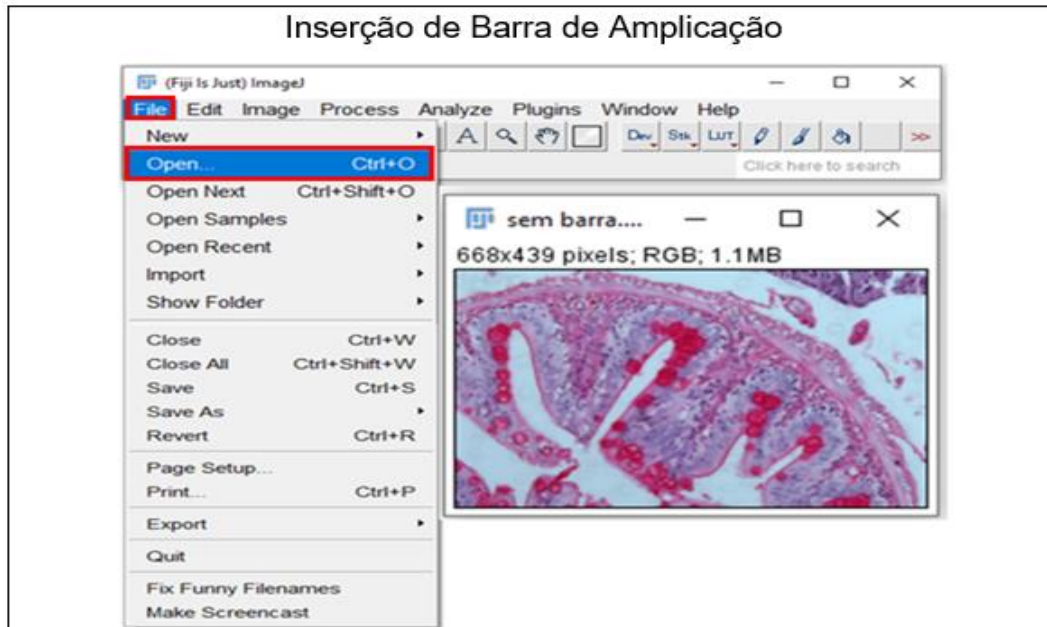 Inserção de Barra de Amplicação
(Fiji Is Just) ImageJ
File Edit Image Process Analyze Plugins Window Help
New
A Dev Stk LUT >>
Open... Ctrl+O
Click here to search
Open Next Ctrl+Shift+O
Open Samples
Open Recent
Import
Show Folder
Close Ctrl+W
Close All Ctrl+Shift+W
Save Ctrl+S
Save As
Revert Ctrl+R
Page Setup...
Print... Ctrl+P
Export
Quit
Fix Funny Filenames
Make Screencast
sem barra....
668x439 pixels; RGB; 1.1MB